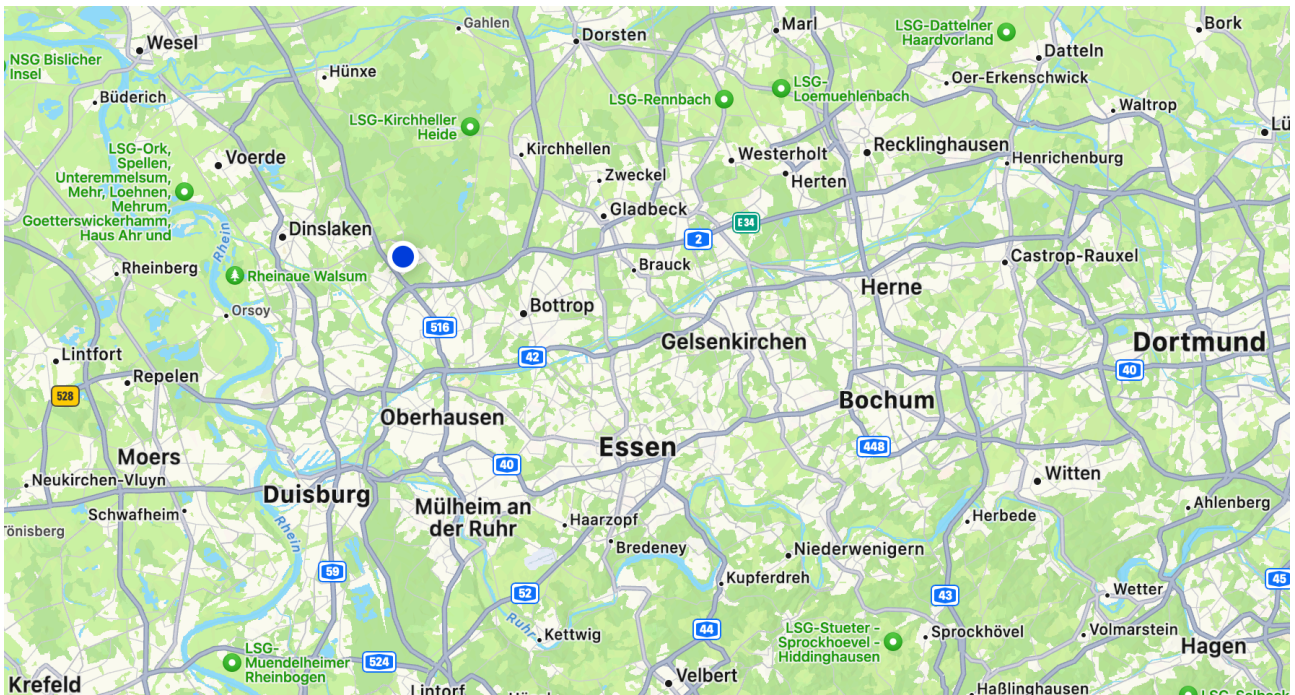 Gahlen
Marl
LSG-Dattelner
Haardvorland
Bork
Wesel
Dorsten
Datteln
NSG Bislicher
Insel
Hünxe
Oer-Erkenschwick
Büderich
LSG-Rennbach
LSG-
Loemuehlenbach
Waltrop
LSG-Kirchheller
Heide
Lü
LSG-Ork,
Spellen,
Unteremmelsum,
Mehr, Loehnen,
Mehrum,
Goetterswickerhamm,
Haus Ahr und
Voerde
Kirchhellen
Westerholt
Recklinghausen
Henrichenburg
Zweckel
Herten
Gladbeck
E 34
Dinslaken
2
Rhein
Castrop-Rauxel
Rheinberg
Rheinaue Walsum
Brauck
Herne
Orsoy
Bottrop
516
Gelsenkirchen
Dortmund
Lintfort
42
40
Repelen
528
Oberhausen
Bochum
Essen
448
Moers
40
Witten
Neukirchen-Vluyn
Duisburg
Mülheim an
der Ruhr
Ahlenberg
Schwafheim
Haarzopf
Herbede
Tönisberg
Rhein
Bredeney
Niederwenigern
59
Kupferdreh
45
52
43
Wetter
Ruhr
Kettwig
44
LSG-Stueter -
Sprockhoevel -
Hiddinghausen
Sprockhövel
Volmarstein
Hagen
LSG-
Muendelheimer
Rheinbogen
524
Velbert
Krefeld
Lintorf
Haßlinghausen